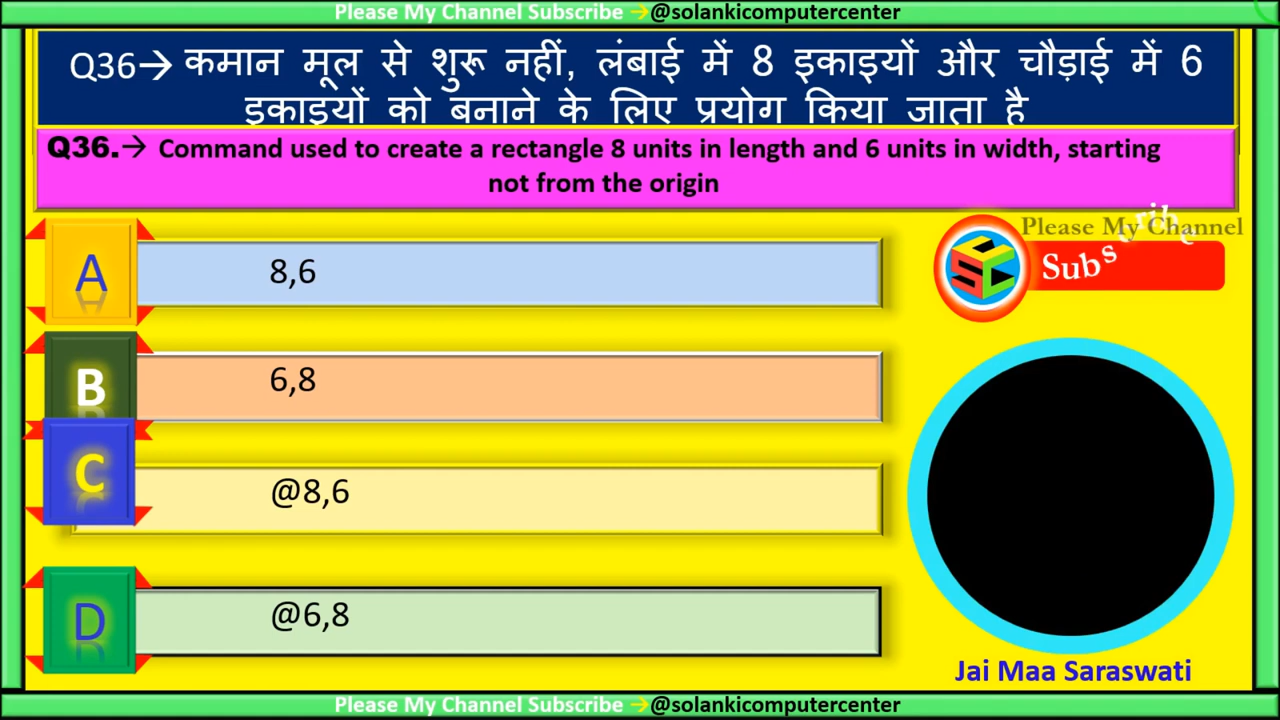 Please My Channel Subscribe →@solankicomputercenter
Q36→ कमान मूल से शुरू नहीं, लंबाई में 8 इकाइयों और चौड़ाई में 6
इकाइयों को बनाने के लिए प्रयोग किया जाता है
Q36.→ Command used to create a rectangle 8 units in length and 6 units in width, starting
not from the origin
Please My Channel
Subscribe
SCC
A 8,6
B 6,8
C @8,6
D @6,8
Jai Maa Saraswati
Please My Channel Subscribe →@solankicomputercenter